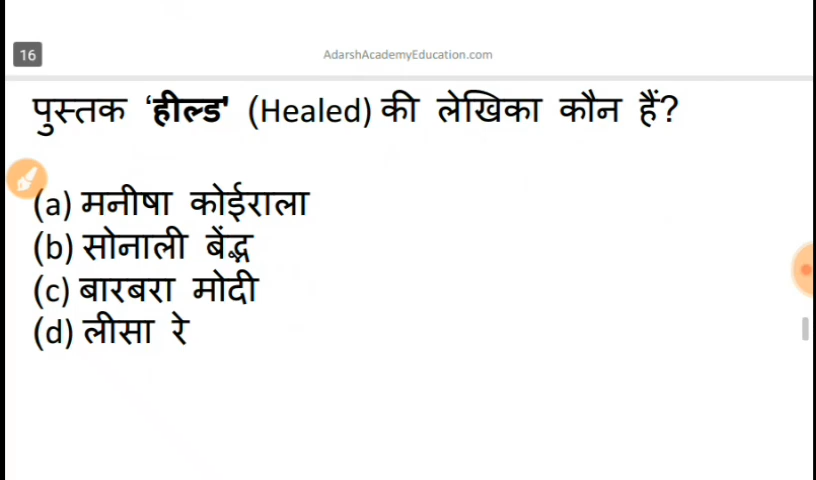 16
AdarshAcademyEducation.com
पुस्तक ‘हील्ड' (Healed) की लेखिका कौन हैं?
(a) मनीषा कोईराला
(b) सोनाली बेंद्र
(c) बारबरा मोदी
(d) लीसा रे